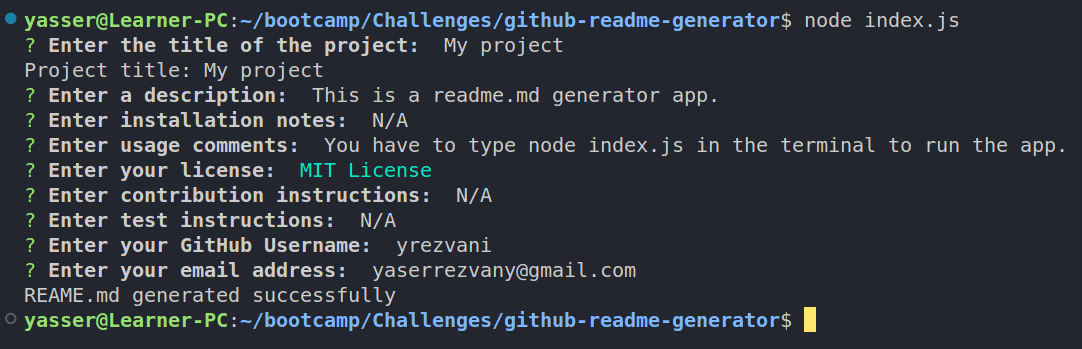 yasser@Learner-PC:~/bootcamp/Challenges/github-readme-generator$ node index.js
? Enter the title of the project:  My project
Project title: My project
? Enter a description:  This is a readme.md generator app.
? Enter installation notes:  N/A
? Enter usage comments:  You have to type node index.js in the terminal to run the app.
? Enter your license:  MIT License
? Enter contribution instructions:  N/A
? Enter test instructions:  N/A
? Enter your GitHub Username:  yrezvani
? Enter your email address:  yaserrezvany@gmail.com
REAME.md generated successfully
yasser@Learner-PC:~/bootcamp/Challenges/github-readme-generator$